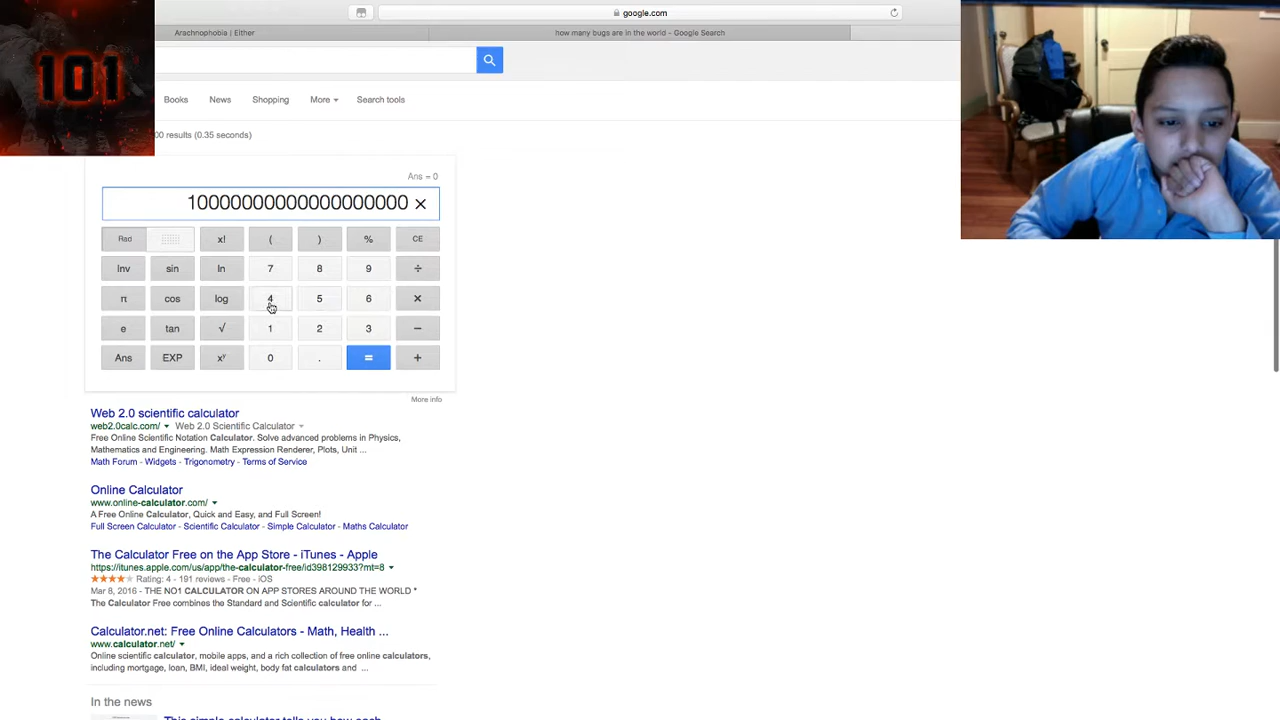 101
google.com
Arachnophobia | Either
how many bugs are in the world - Google Search
Books News Shopping More Search tools
00 results (0.35 seconds)
Ans = 0
Rad x! ( ) % CE
Inv sin ln 7 8 9 ÷
π cos log 4 5 6 ×
e tan √ 1 2 3 −
Ans EXP xʸ 0 . = +
More info
Web 2.0 scientific calculator
web2.0calc.com/ Web 2.0 Scientific Calculator
Free Online Scientific Notation Calculator. Solve advanced problems in Physics,
Mathematics and Engineering. Math Expression Renderer, Plots, Unit ...
Math Forum - Widgets - Trigonometry - Terms of Service
Online Calculator
www.online-calculator.com/
A Free Online Calculator, Quick and Easy, and Full Screen!
Full Screen Calculator - Scientific Calculator - Simple Calculator - Maths Calculator
The Calculator Free on the App Store - iTunes - Apple
https://itunes.apple.com/us/app/the-calculator-free/id398129933?mt=8
Rating: 4 - 191 reviews - Free - iOS
Mar 8, 2016 - THE NO1 CALCULATOR ON APP STORES AROUND THE WORLD *
The Calculator Free combines the Standard and Scientific calculator for ...
Calculator.net: Free Online Calculators - Math, Health ...
www.calculator.net/
Online scientific calculator, mobile apps, and a rich collection of free online calculators,
including mortgage, loan, BMI, ideal weight, body fat calculators and ...
In the news
This simple calculator tells you how each